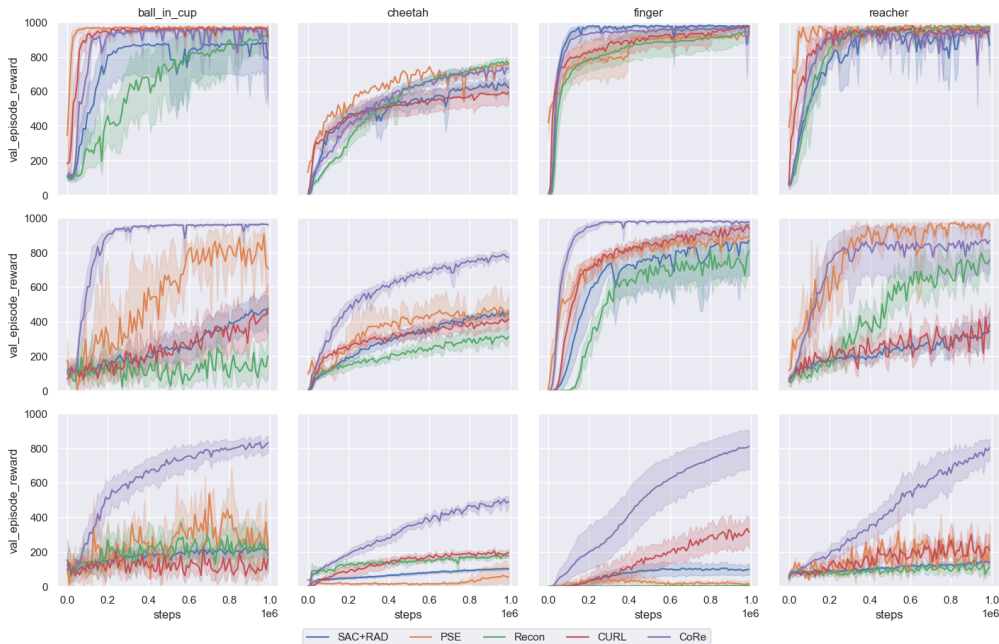 ball_in_cup cheetah finger reacher
1000
800
600
400
200
0
val_episode_reward
1000
800
600
400
200
0
val_episode_reward
1000
800
600
400
200
0
val_episode_reward
0.0 0.2 0.4 0.6 0.8 1.0 0.0 0.2 0.4 0.6 0.8 1.0 0.0 0.2 0.4 0.6 0.8 1.0 0.0 0.2 0.4 0.6 0.8 1.0
steps 1e6 steps 1e6 steps 1e6 steps 1e6
SAC+RAD PSE Recon CURL CoRe